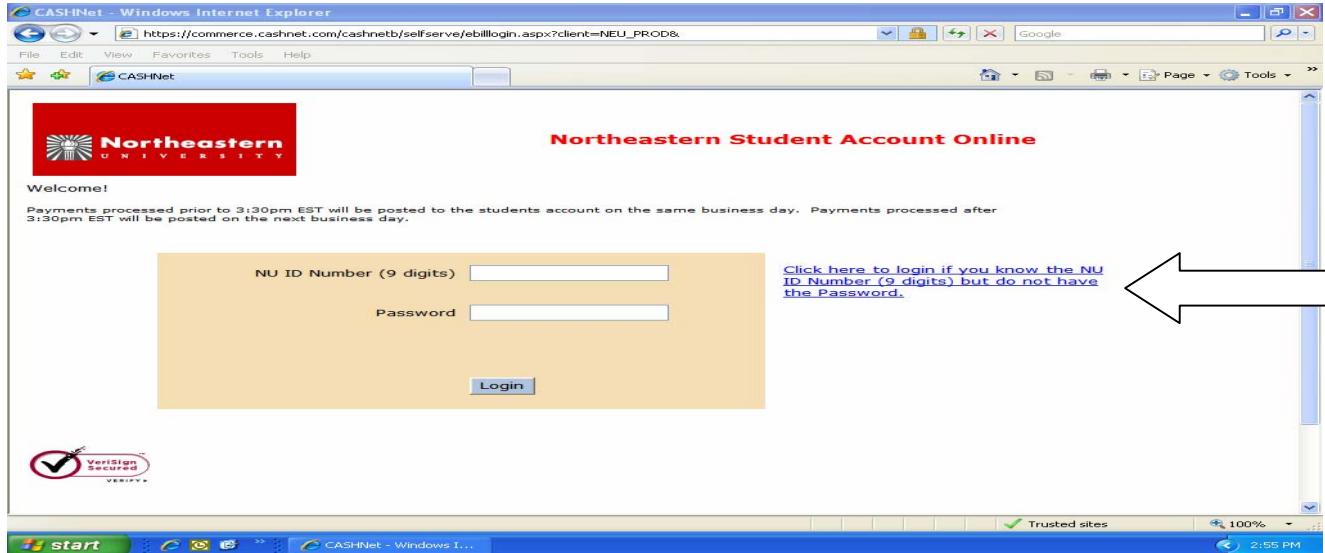 CASHNet - Windows Internet Explorer
https://commerce.cashnet.com/cashnetb/selfserve/ebilllogin.aspx?client=NEU_PROD&
Google
File Edit View Favorites Tools Help
CASHNet
Page Tools
Northeastern
UNIVERSITY
Northeastern Student Account Online
Welcome!
Payments processed prior to 3:30pm EST will be posted to the students account on the same business day. Payments processed after
3:30pm EST will be posted on the next business day.
NU ID Number (9 digits)
Click here to login if you know the NU
ID Number (9 digits) but do not have
the Password.
Password
Login
VeriSign
Secured
VERIFY
Trusted sites
100%
start
CASHNet - Windows I...
2:55 PM